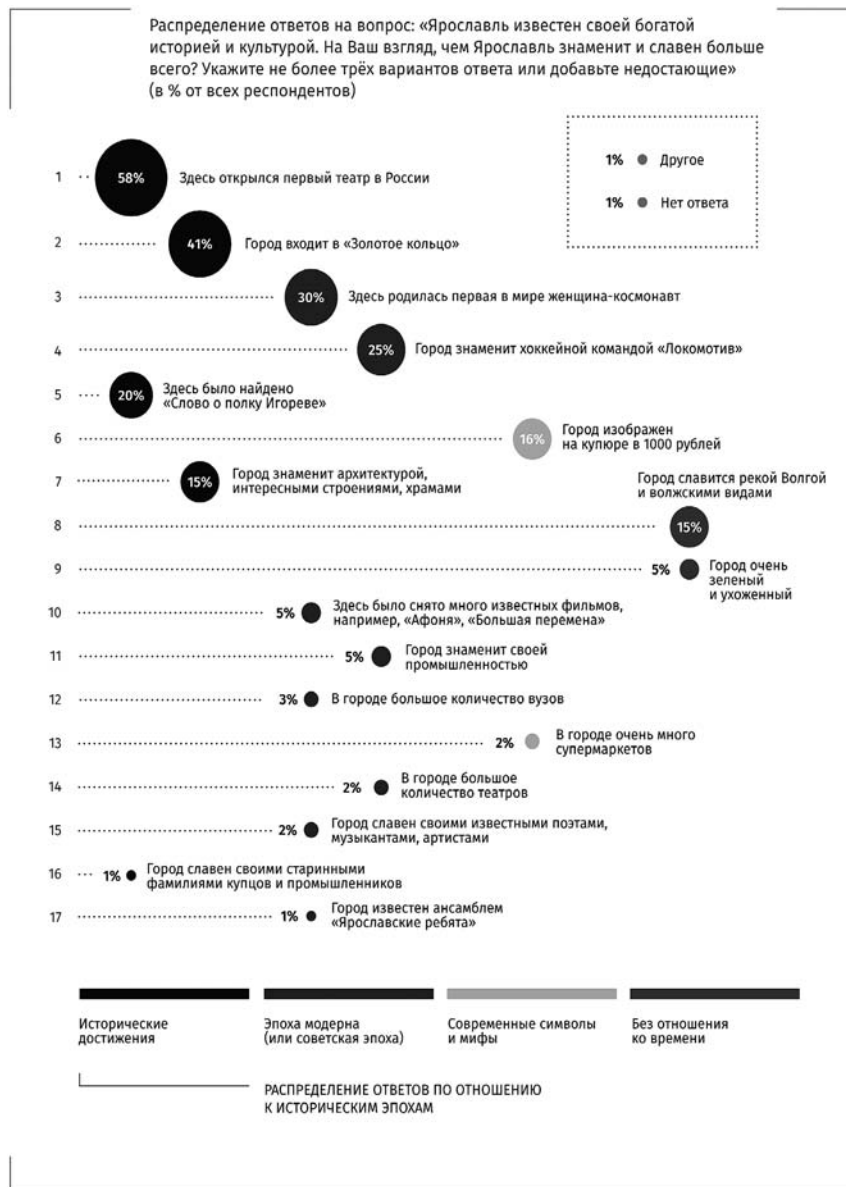 Распределение ответов на вопрос: «Ярославль известен своей богатой
историей и культурой. На Ваш взгляд, чем Ярославль знаменит и славен больше
всего? Укажите не более трёх вариантов ответа или добавьте недостающие»
(в % от всех респондентов)
1% Другое
1% Нет ответа
1 58% Здесь открылся первый театр в России
2 41% Город входит в «Золотое кольцо»
3 30% Здесь родилась первая в мире женщина-космонавт
4 25% Город знаменит хоккейной командой «Локомотив»
5 20% Здесь было найдено
«Слово о полку Игореве»
6 16% Город изображен
на купюре в 1000 рублей
7 15% Город знаменит архитектурой,
интересными строениями, храмами
Город славится рекой Волгой
и волжскими видами
8 15%
9 5% Город очень
зеленый
и ухоженный
10 5% Здесь было снято много известных фильмов,
например, «Афоня», «Большая перемена»
11 5% Город знаменит своей
промышленностью
12 3% В городе большое количество вузов
13 2% В городе очень много
супермаркетов
14 2% В городе большое
количество театров
15 2% Город славен своими известными поэтами,
музыкантами, артистами
16 1% Город славен своими старинными
фамилиями купцов и промышленников
17 1% Город известен ансамблем
«Ярославские ребята»
Исторические
достижения
Эпоха модерна
(или советская эпоха)
Современные символы
и мифы
Без отношения
ко времени
РАСПРЕДЕЛЕНИЕ ОТВЕТОВ ПО ОТНОШЕНИЮ
К ИСТОРИЧЕСКИМ ЭПОХАМ